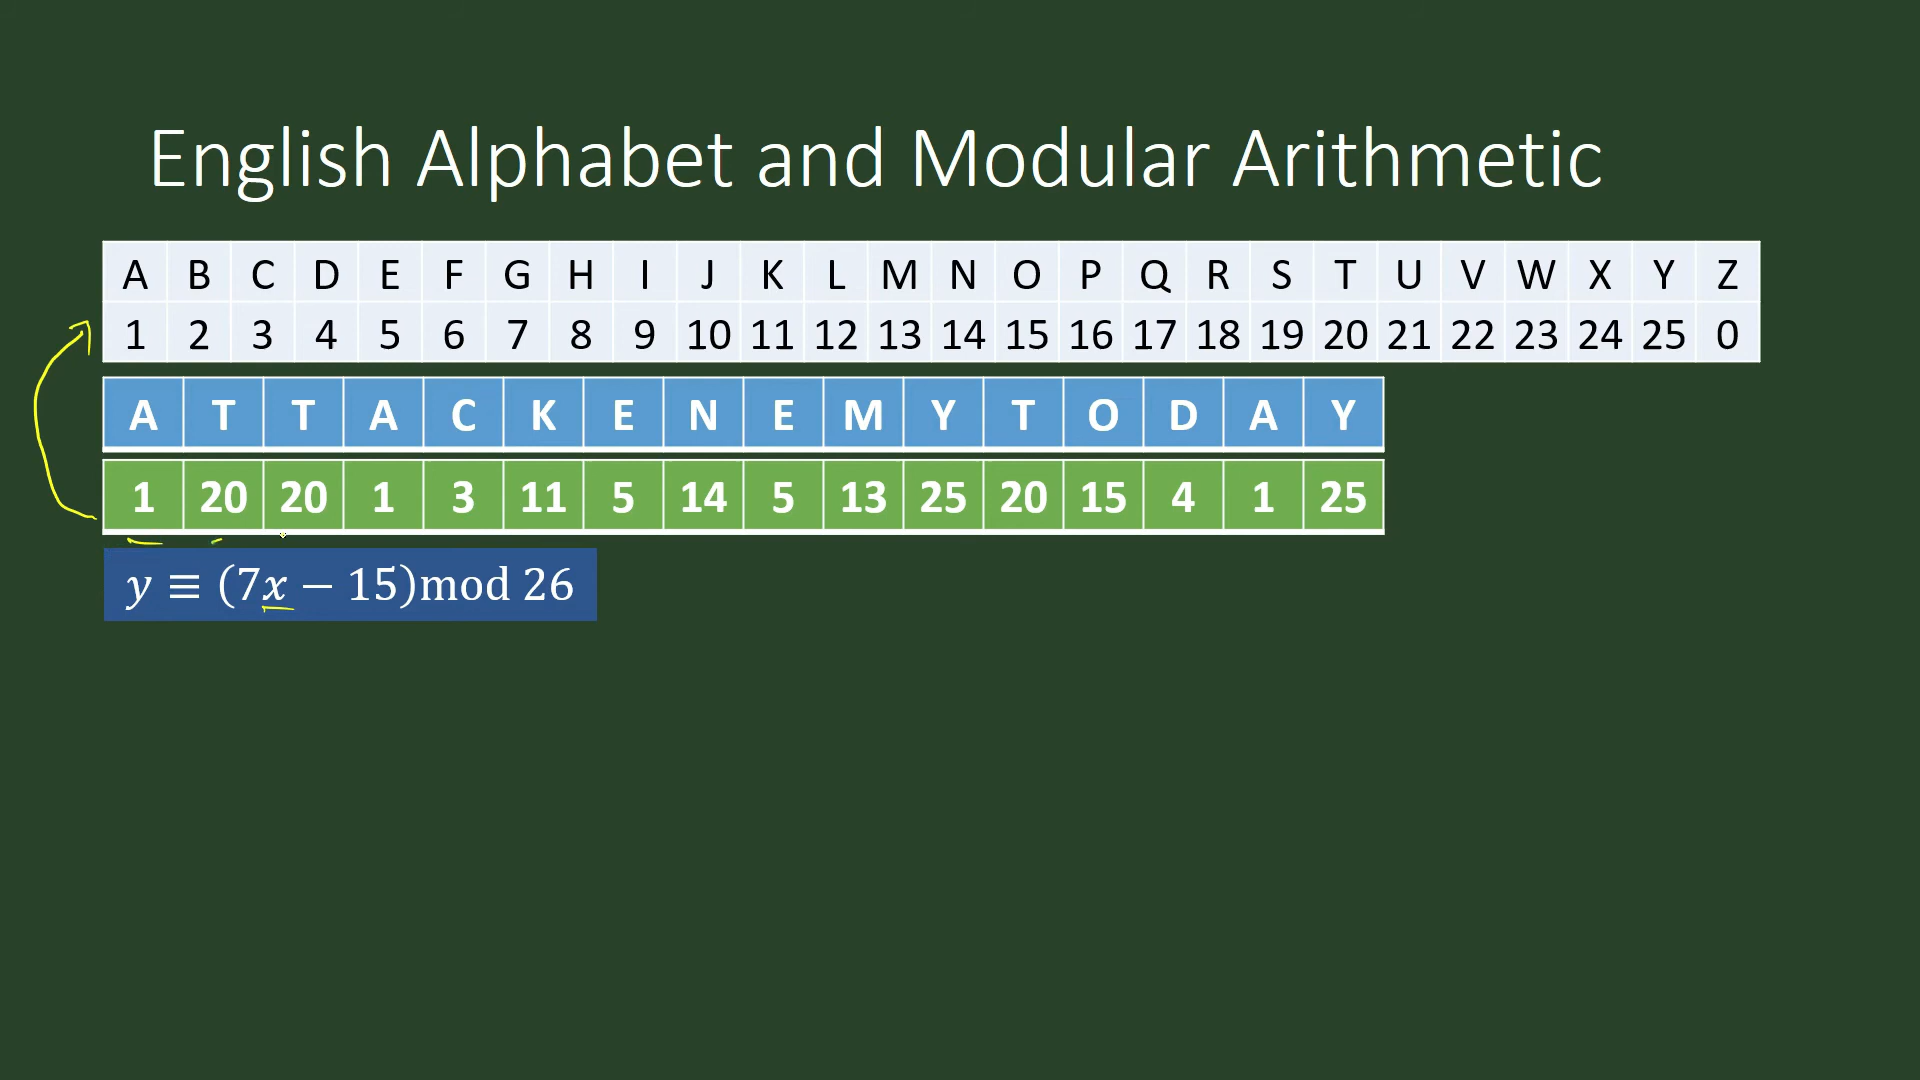 English Alphabet and Modular Arithmetic
A B C D E F G H I J K L M N O P Q R S T U V W X Y Z
1 2 3 4 5 6 7 8 9 10 11 12 13 14 15 16 17 18 19 20 21 22 23 24 25 0
A T T A C K E N E M Y T O D A Y
1 20 20 1 3 11 5 14 5 13 25 20 15 4 1 25
y ≡ (7x − 15)mod 26